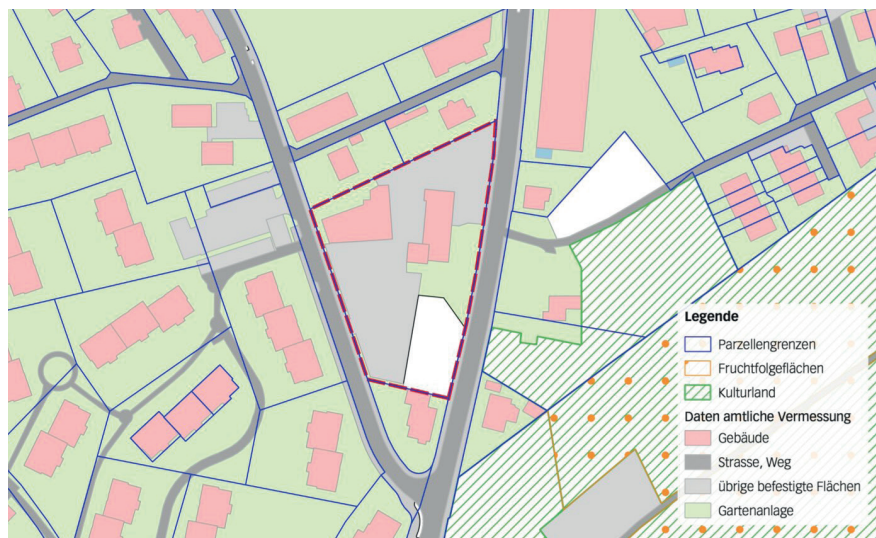 Legende
Parzellengrenzen
Fruchtfolgeflächen
Kulturland
Daten amtliche Vermessung
Gebäude
Strasse, Weg
übrige befestigte Flächen
Gartenanlage